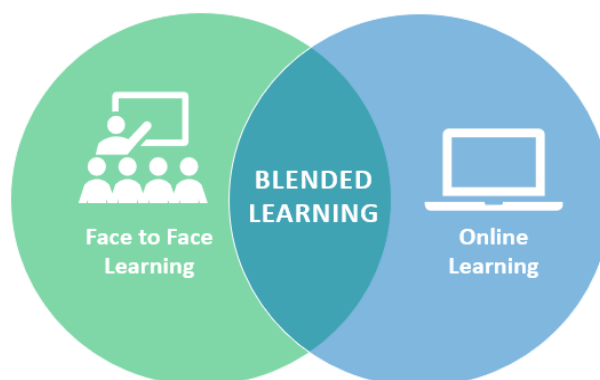 Face to Face
Learning
BLENDED
LEARNING
Online
Learning